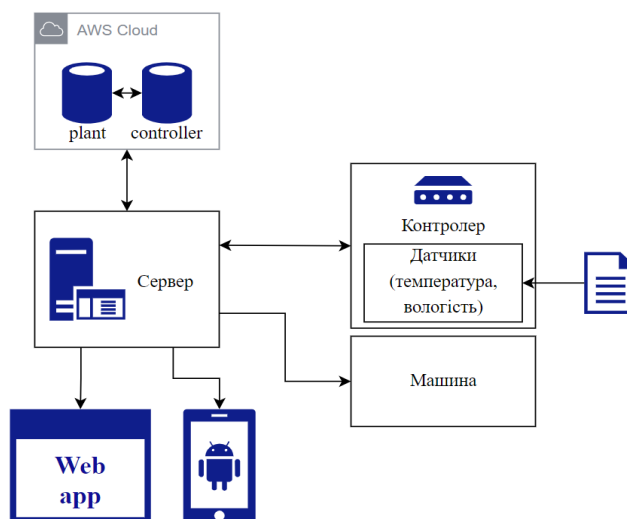 AWS Cloud
plant
controller
Сервер
Контролер
Датчики
(температура,
вологість)
Машина
Web
app